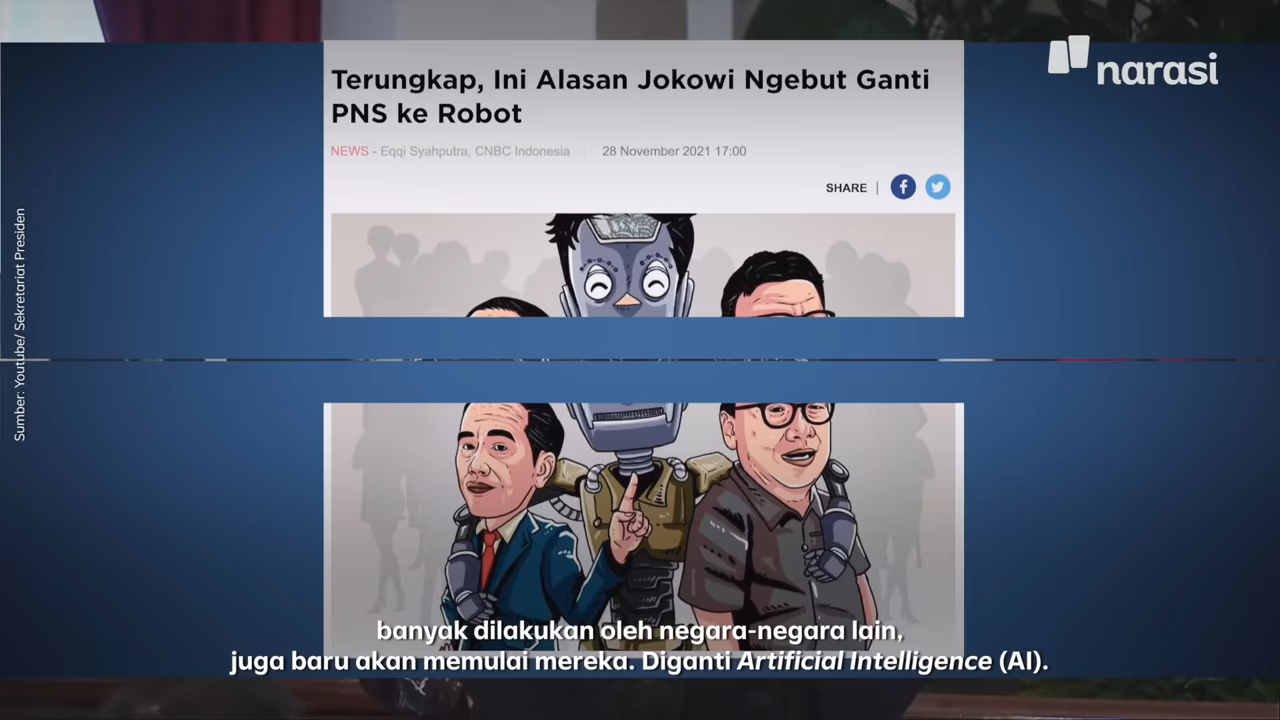 narasi
Terungkap, Ini Alasan Jokowi Ngebut Ganti
PNS ke Robot
NEWS - Eqqi Syahputra, CNBC Indonesia 28 November 2021 17:00
SHARE |
Sumber: Youtube/ Sekretariat Presiden
banyak dilakukan oleh negara-negara lain,
juga baru akan memulai mereka. Diganti Artificial Intelligence (AI).